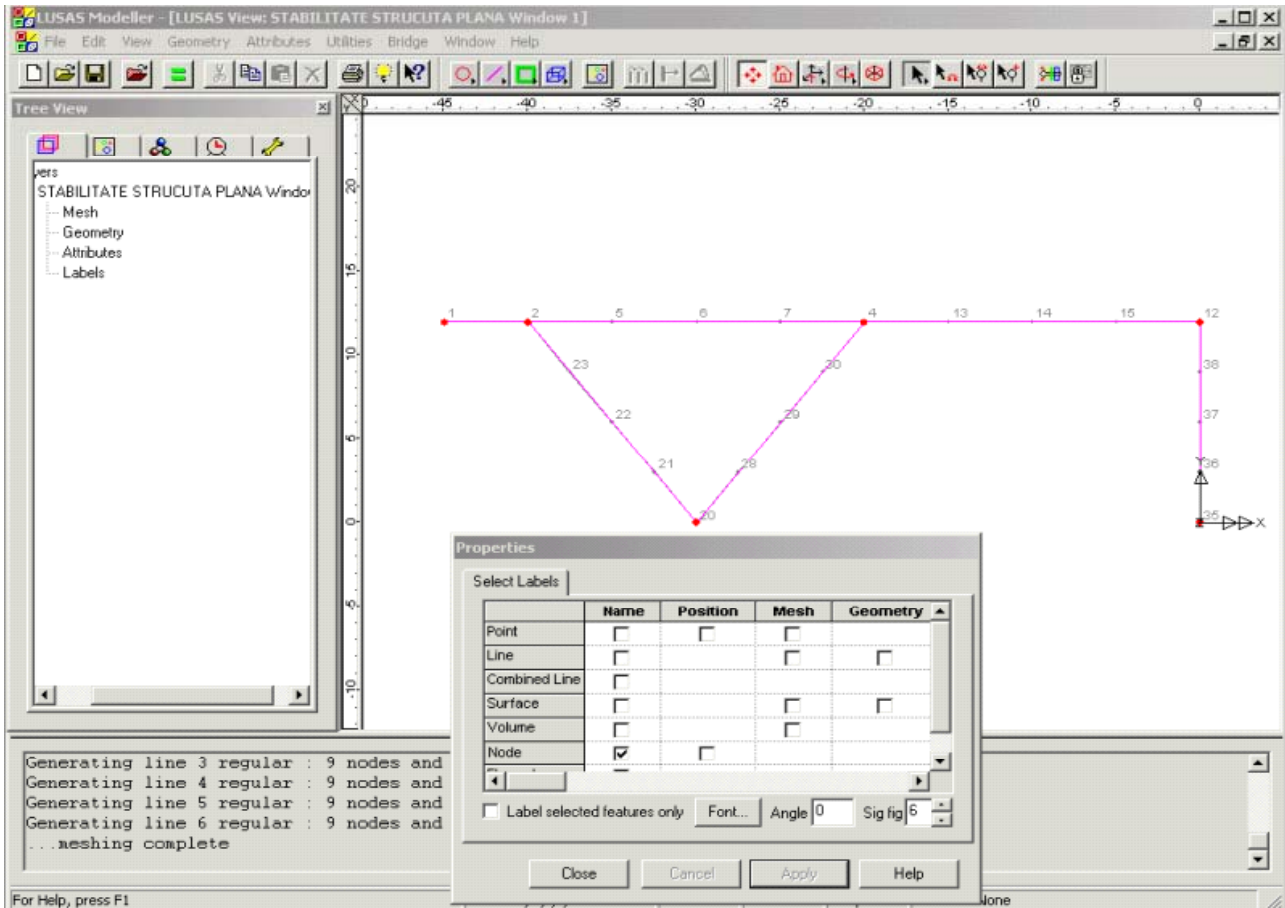 LUSAS Modeller - [LUSAS View: STABILITATE STRUCUTA PLANA Window 1]
File Edit View Geometry Attributes Utilities Bridge Window Help
Tree View
-45 -40 -35 -30 -25 -20 -15 -10 -5 0
yers
STABILITATE STRUCUTA PLANA Windo
Mesh
Geometry
Attributes
Labels
20
15
10
5
0
-5
-10
1 2 5 6 7 4 13 14 15 12
23 30 38
22 29 37
21 28 Y 36
20 35 X
Properties
Select Labels
Name Position Mesh Geometry
Point
Line
Combined Line
Surface
Volume
Node
Label selected features only Font... Angle 0 Sig fig 6
Close Cancel Apply Help
Generating line 3 regular : 9 nodes and
Generating line 4 regular : 9 nodes and
Generating line 5 regular : 9 nodes and
Generating line 6 regular : 9 nodes and
...meshing complete
For Help, press F1